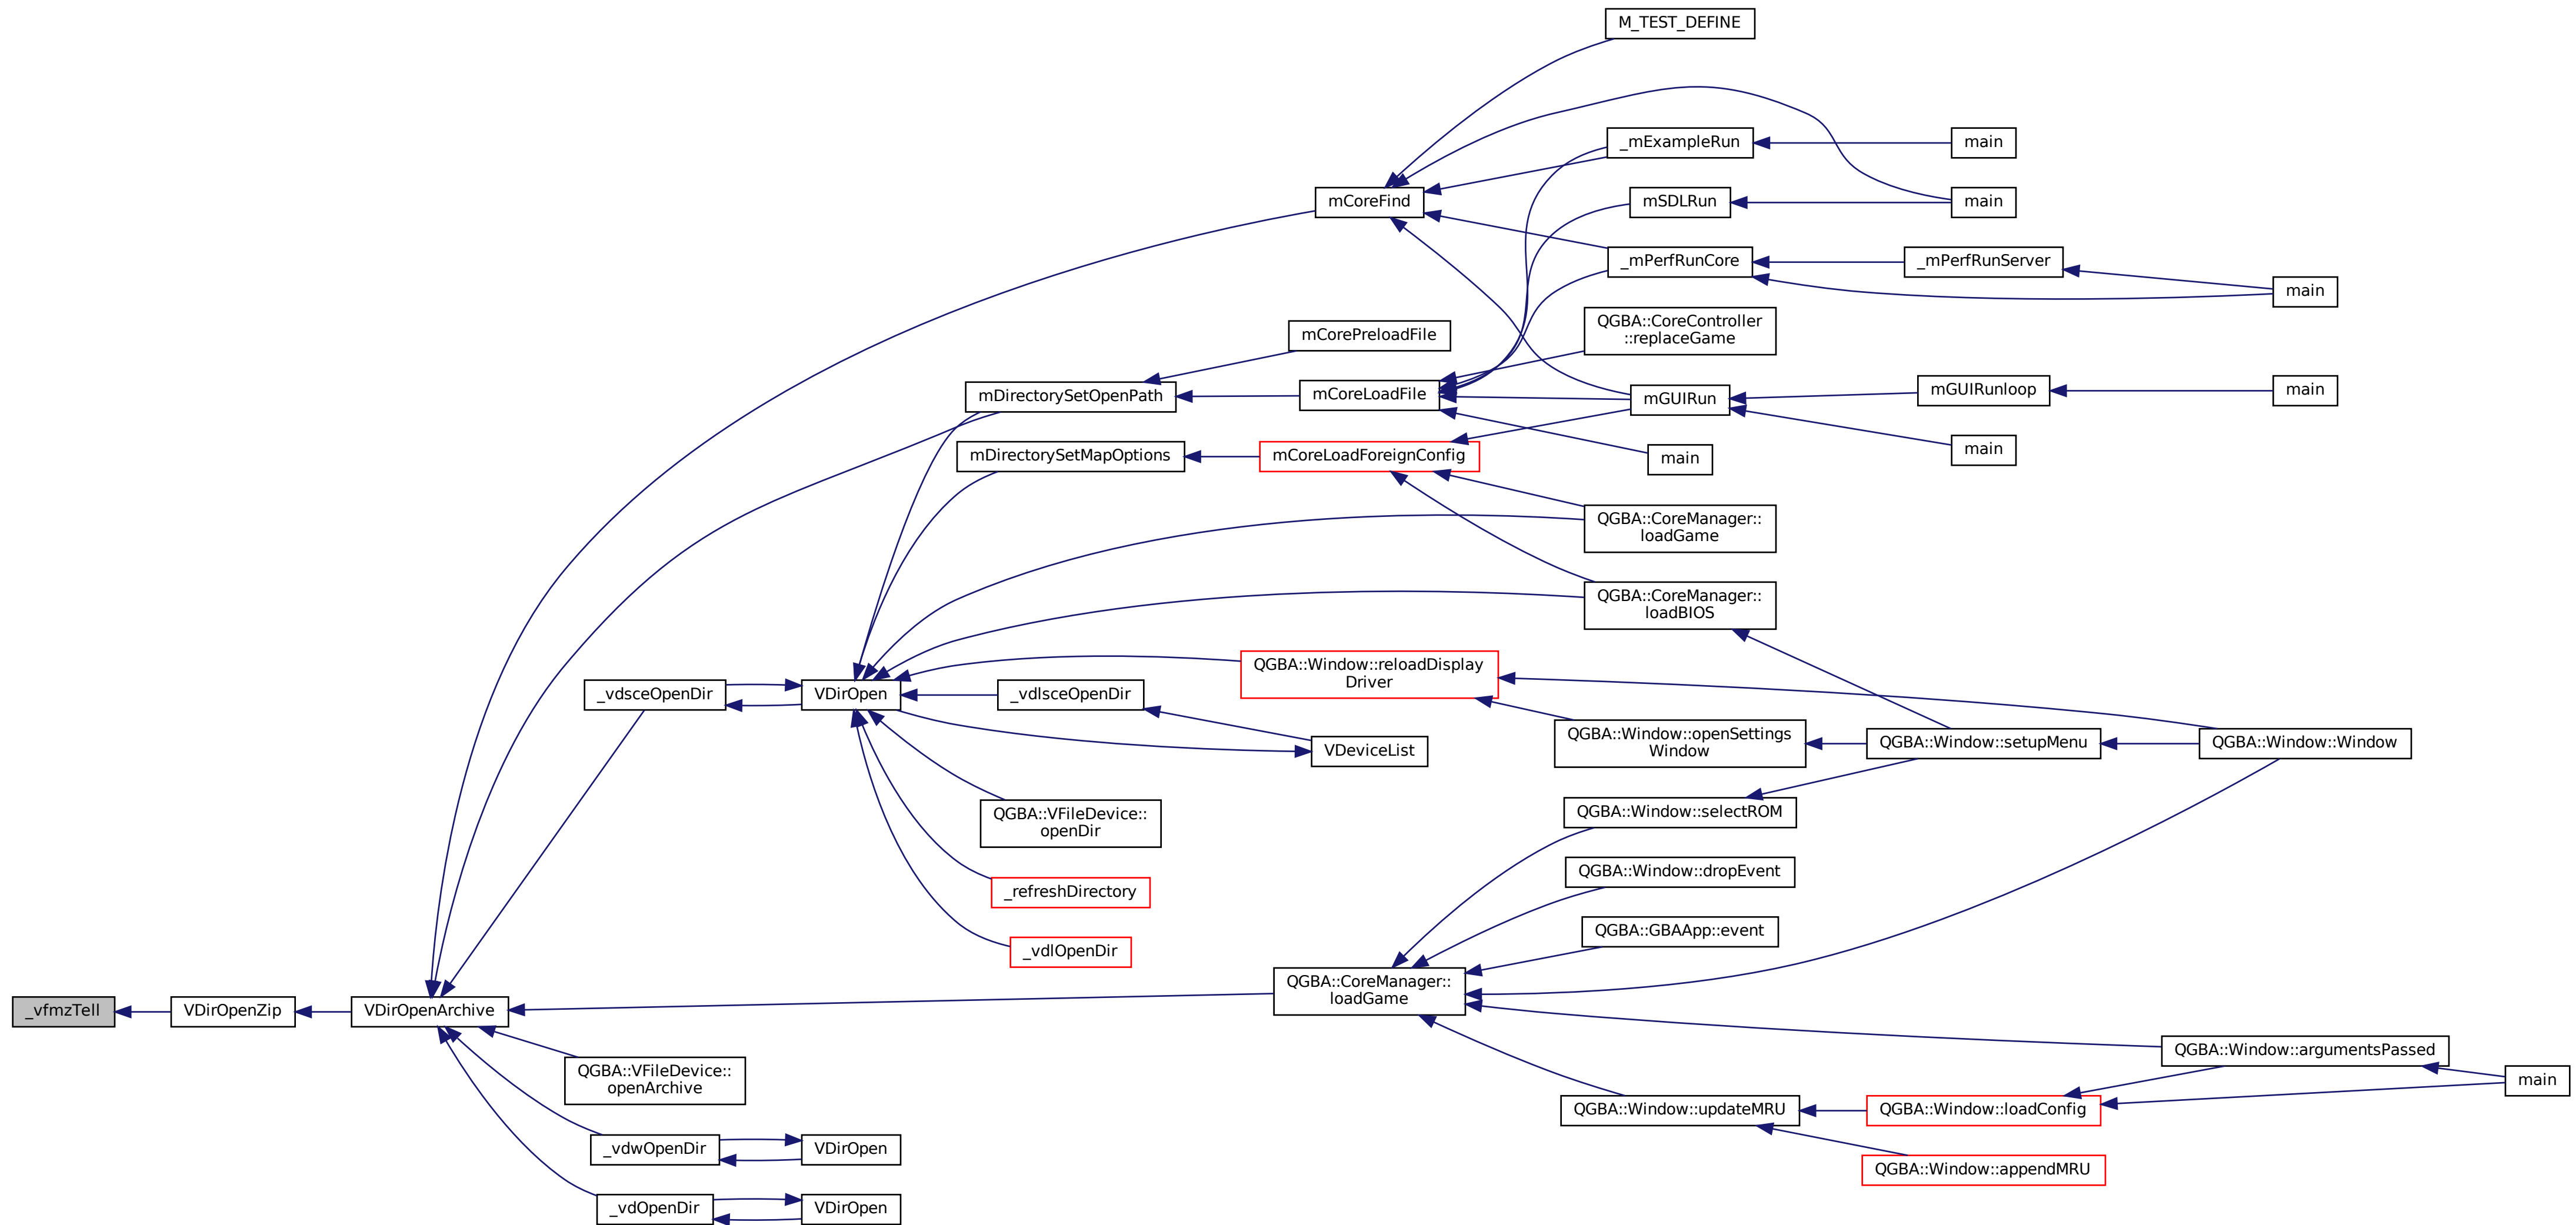 M_TEST_DEFINE
_mExampleRun
main
mCoreFind
mSDLRun
main
_mPerfRunCore
_mPerfRunServer
main
QGBA::CoreController
::replaceGame
mCorePreloadFile
mDirectorySetOpenPath
mCoreLoadFile
mGUIRun
mGUIRunloop
main
mDirectorySetMapOptions
mCoreLoadForeignConfig
main
main
QGBA::CoreManager::
loadGame
QGBA::CoreManager::
loadBIOS
QGBA::Window::reloadDisplay
Driver
_vdsceOpenDir
VDirOpen
_vdlsceOpenDir
VDeviceList
QGBA::Window::openSettings
Window
QGBA::Window::setupMenu
QGBA::Window::Window
QGBA::VFileDevice::
openDir
QGBA::Window::selectROM
QGBA::Window::dropEvent
_refreshDirectory
QGBA::GBAApp::event
_vdlOpenDir
QGBA::CoreManager::
loadGame
_vfmzTell
VDirOpenZip
VDirOpenArchive
QGBA::Window::argumentsPassed
QGBA::VFileDevice::
openArchive
main
QGBA::Window::updateMRU
QGBA::Window::loadConfig
_vdwOpenDir
VDirOpen
QGBA::Window::appendMRU
_vdOpenDir
VDirOpen